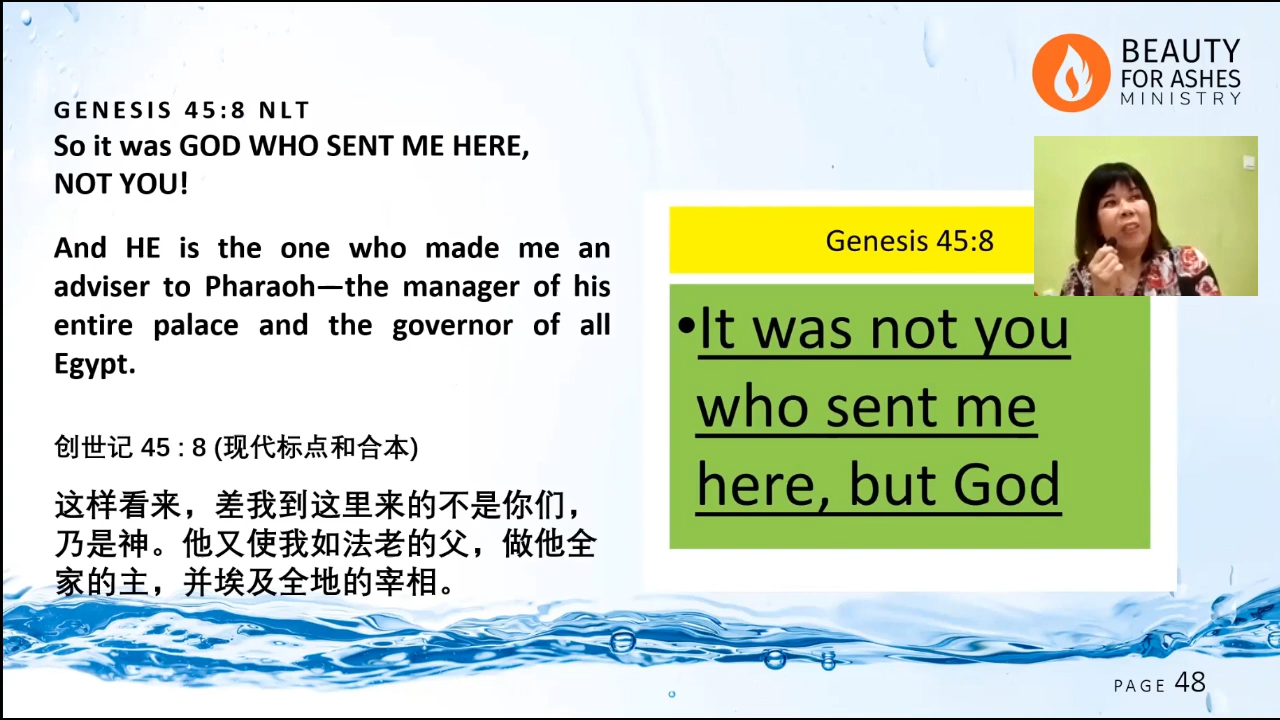 BEAUTY
FOR ASHES
MINISTRY
GENESIS 45:8 NLT
So it was GOD WHO SENT ME HERE,
NOT YOU!
And HE is the one who made me an
adviser to Pharaoh—the manager of his
entire palace and the governor of all
Egypt.
创世记 45 : 8 (现代标点和合本)
这样看来，差我到这里来的不是你们，
乃是神。他又使我如法老的父，做他全
家的主，并埃及全地的宰相。
Genesis 45:8
•It was not you
who sent me
here, but God
PAGE 48